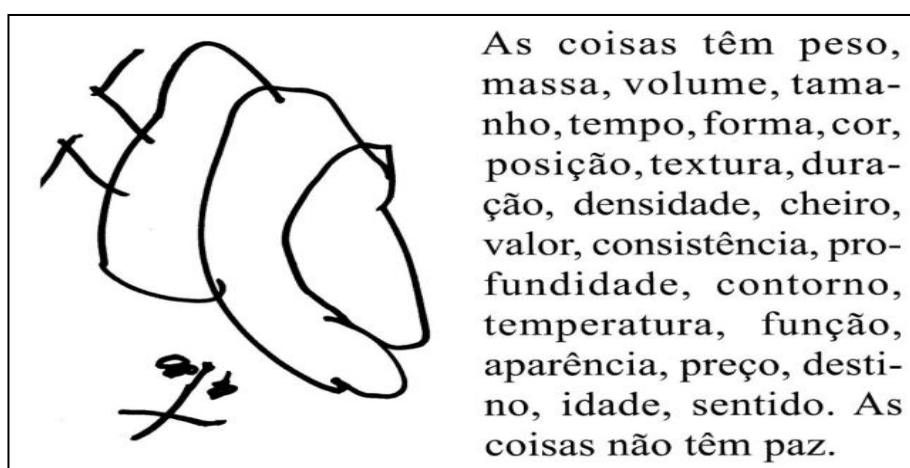 As coisas têm peso,
massa, volume, tama-
nho, tempo, forma, cor,
posição, textura, dura-
ção, densidade, cheiro,
valor, consistência, pro-
fundidade, contorno,
temperatura, função,
aparência, preço, desti-
no, idade, sentido. As
coisas não têm paz.